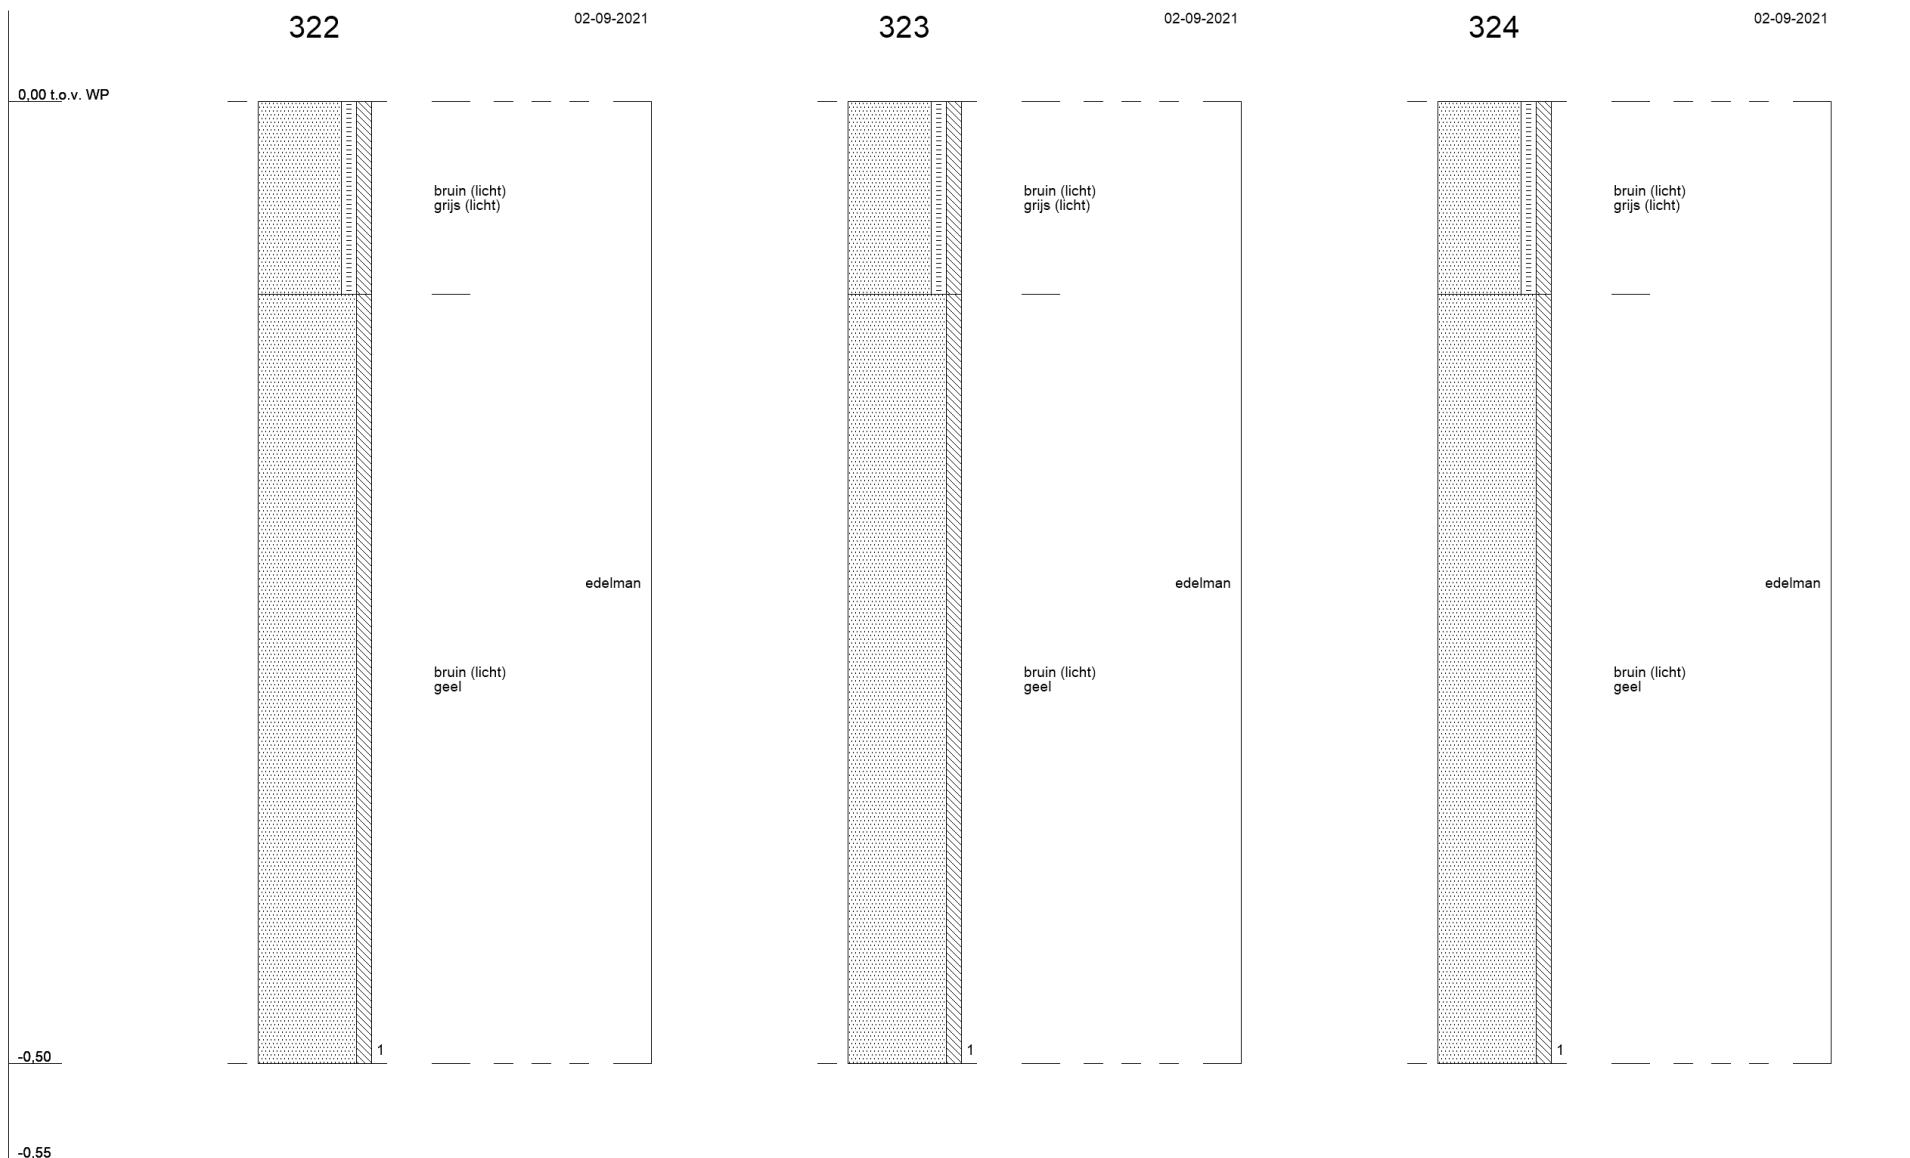 322
02-09-2021
323
02-09-2021
324
02-09-2021
0,00 t.o.v. WP
bruin (licht)
grijs (licht)
bruin (licht)
grijs (licht)
bruin (licht)
grijs (licht)
edelman
edelman
edelman
bruin (licht)
geel
bruin (licht)
geel
bruin (licht)
geel
1
1
1
-0,50
-0,55